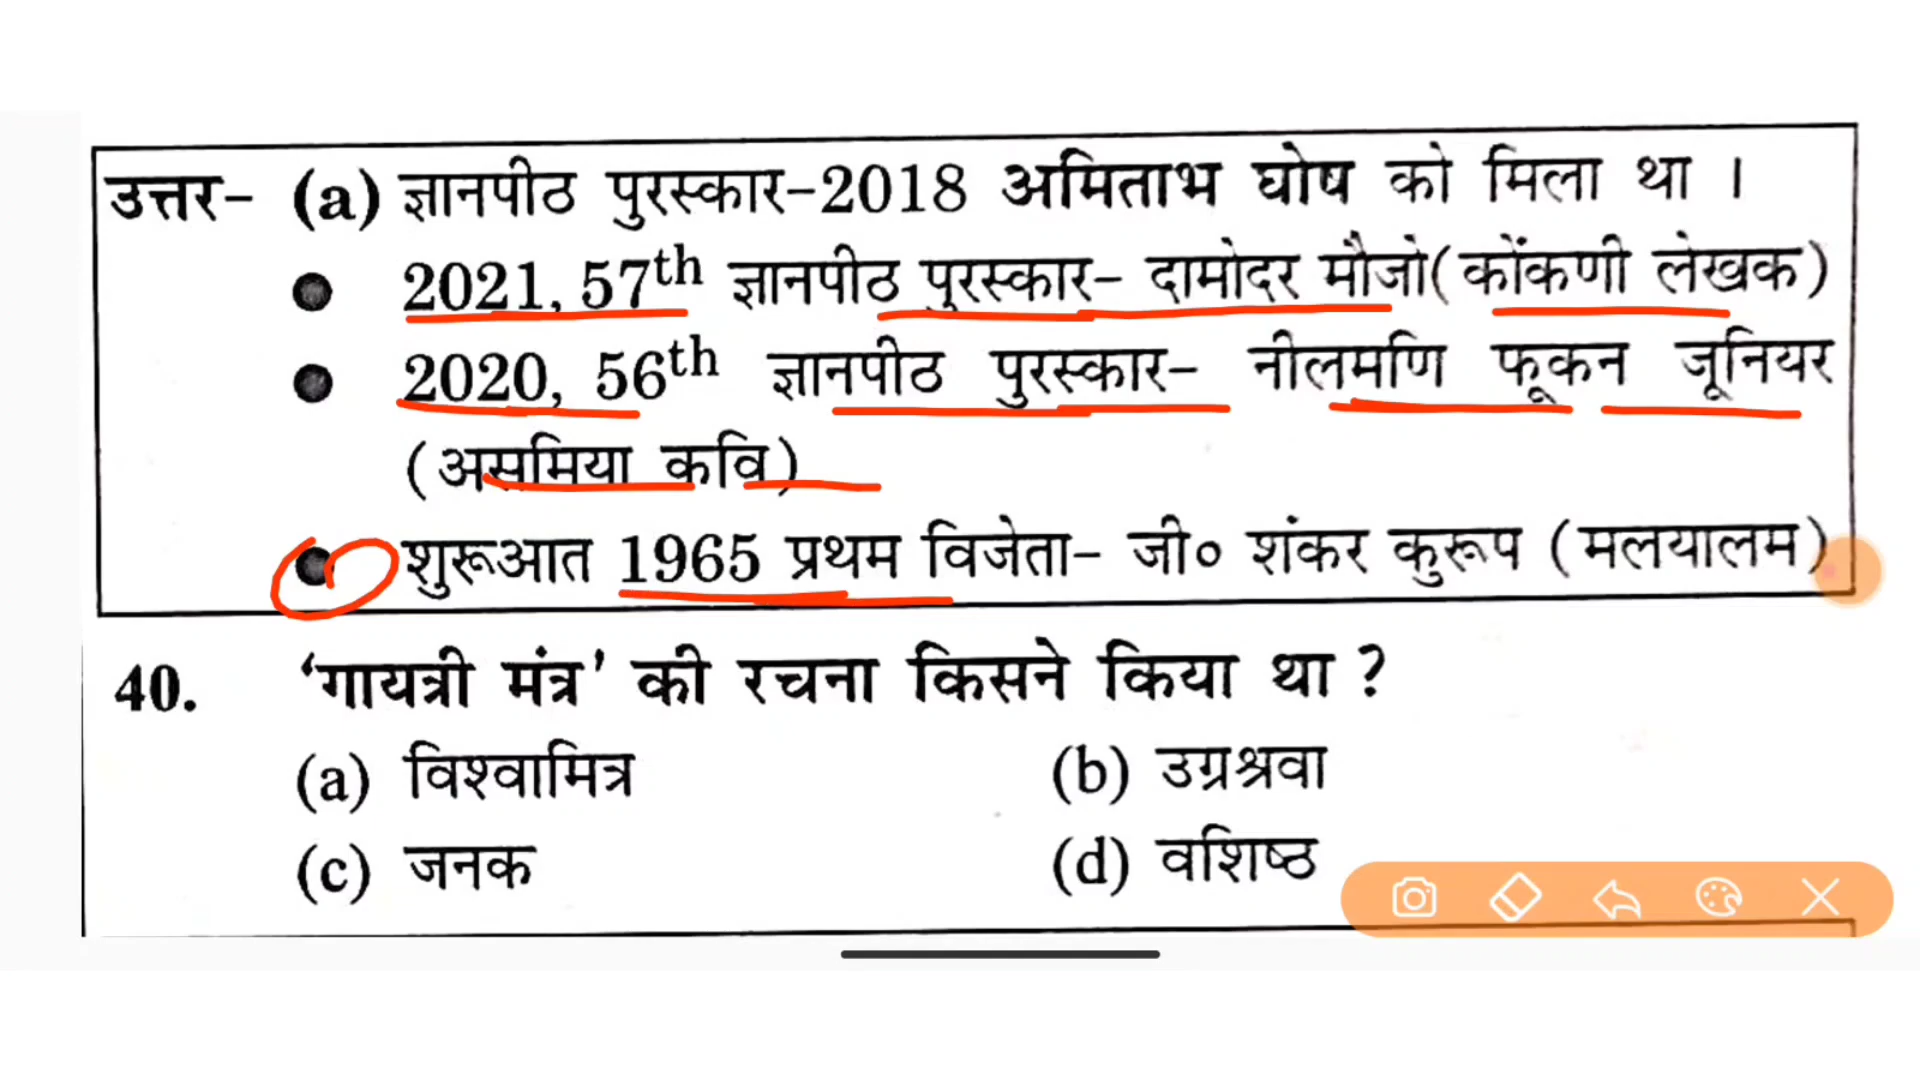 उत्तर- (a) ज्ञानपीठ पुरस्कार-2018 अमिताभ घोष को मिला था ।
● 2021, 57th ज्ञानपीठ पुरस्कार- दामोदर मौजो(कोंकणी लेखक)
● 2020, 56th ज्ञानपीठ पुरस्कार- नीलमणि फूकन जूनियर
(असमिया कवि)
● शुरूआत 1965 प्रथम विजेता- जी० शंकर कुरूप (मलयालम)
40. ‘गायत्री मंत्र’ की रचना किसने किया था ?
(a) विश्वामित्र (b) उग्रश्रवा
(c) जनक (d) वशिष्ठ